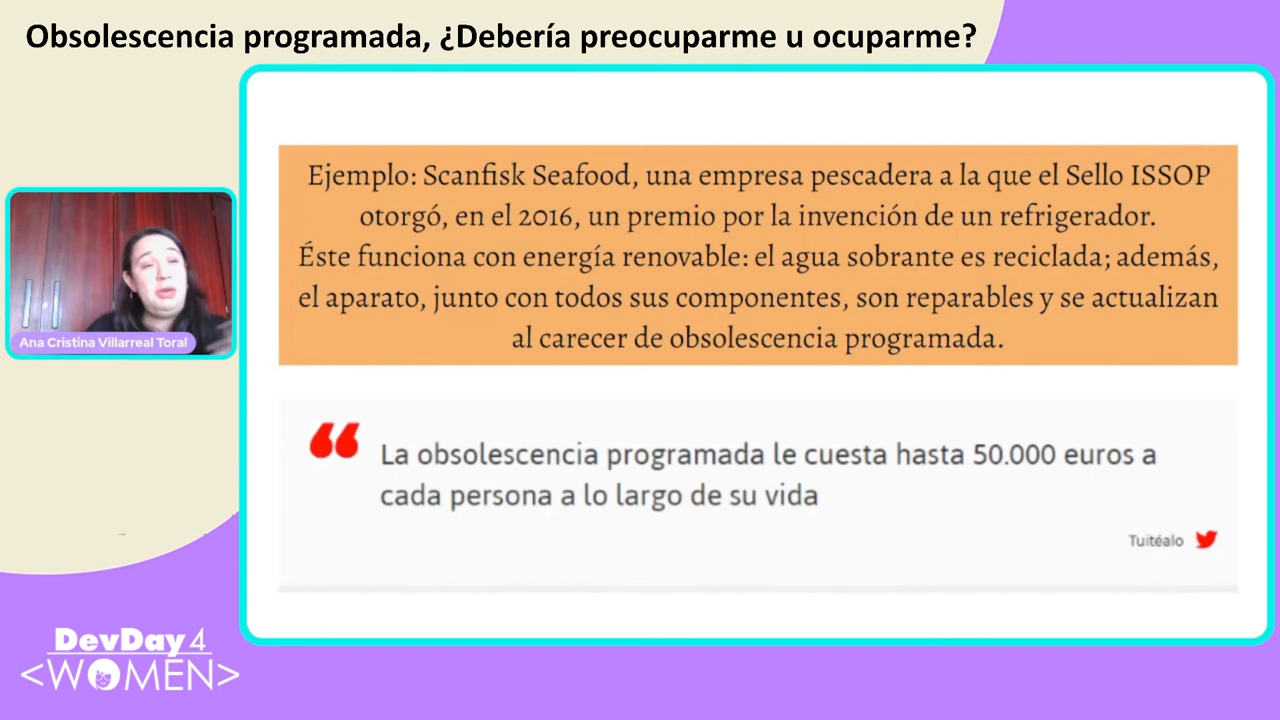 Obsolescencia programada, ¿Debería preocuparme u ocuparme?
Ejemplo: Scanfisk Seafood, una empresa pescadera a la que el Sello ISSOP
otorgó, en el 2016, un premio por la invención de un refrigerador.
Éste funciona con energía renovable: el agua sobrante es reciclada; además,
el aparato, junto con todos sus componentes, son reparables y se actualizan
al carecer de obsolescencia programada.
Ana Cristina Villarreal Toral
“
La obsolescencia programada le cuesta hasta 50.000 euros a
cada persona a lo largo de su vida
Tuitéalo
DevDay 4
<WOMEN>